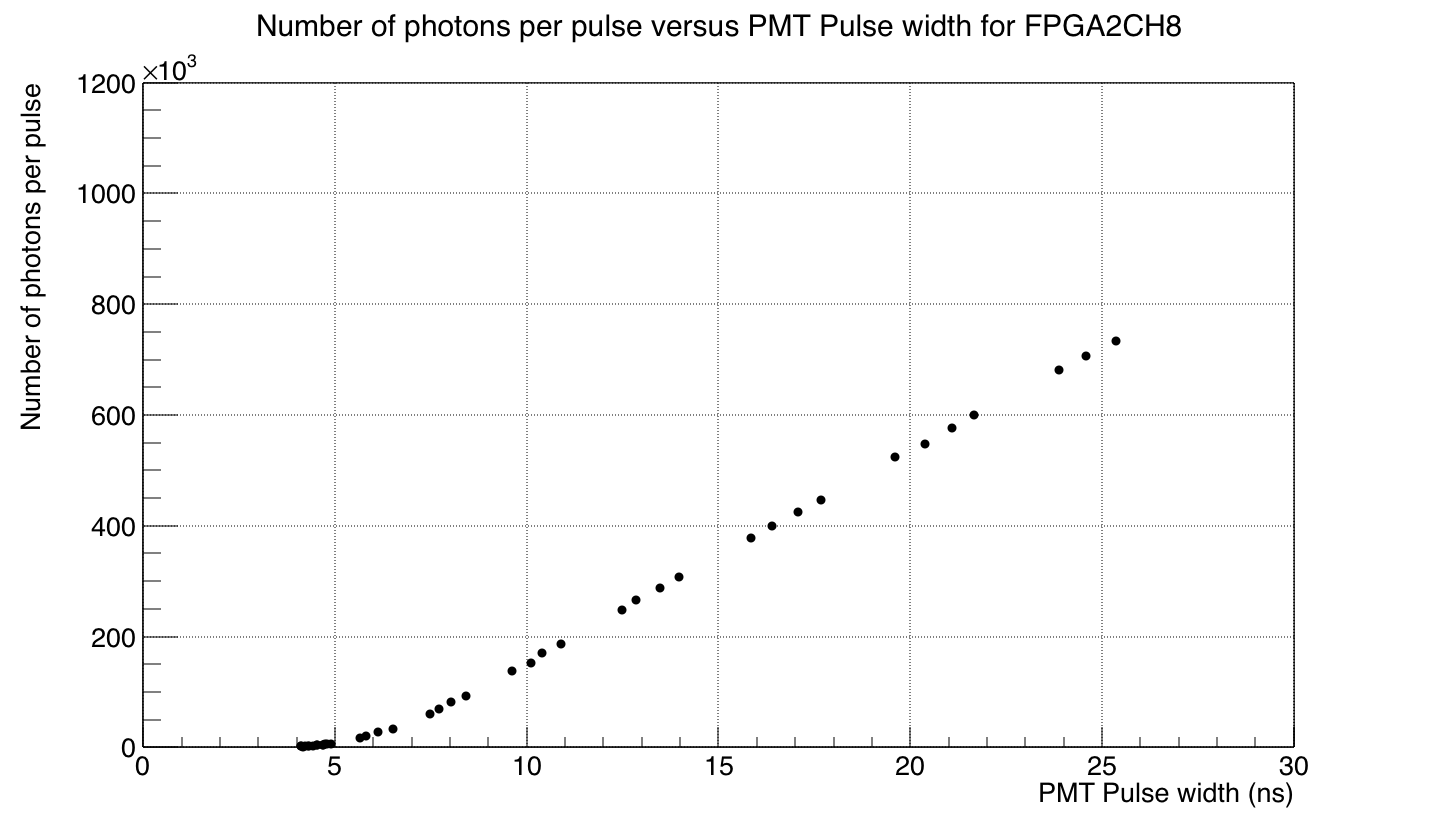 Number of photons per pulse versus PMT Pulse width for FPGA2CH8
×10³
1200
1000
800
600
400
200
0
Number of photons per pulse
0 5 10 15 20 25 30
PMT Pulse width (ns)